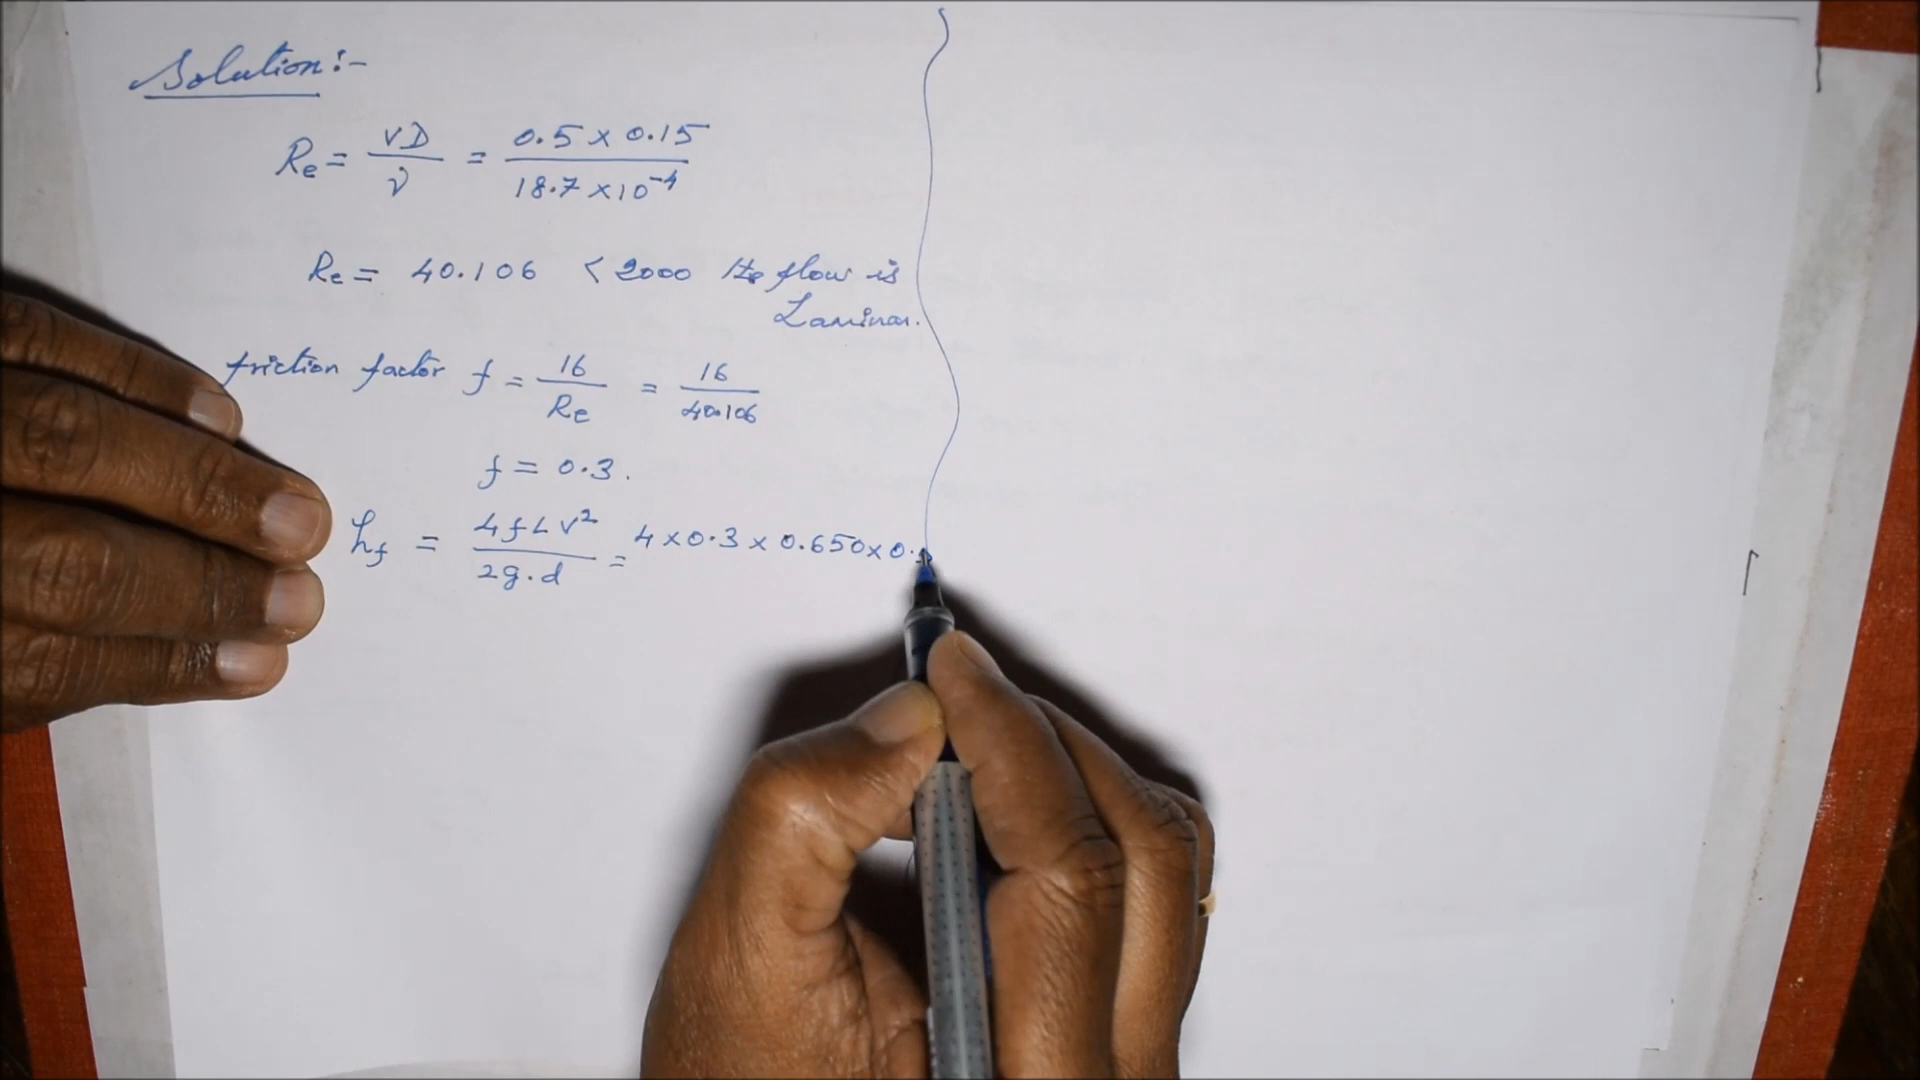 Solution:-
Re = VD / ν = 0.5 × 0.15 / 18.7 × 10⁻⁴
Re = 40.106 < 2000 the flow is
Laminar.
friction factor f = 16 / Re = 16 / 40.106
f = 0.3.
hf = 4fLV² / 2g.d = 4 × 0.3 × 0.650 × 0.